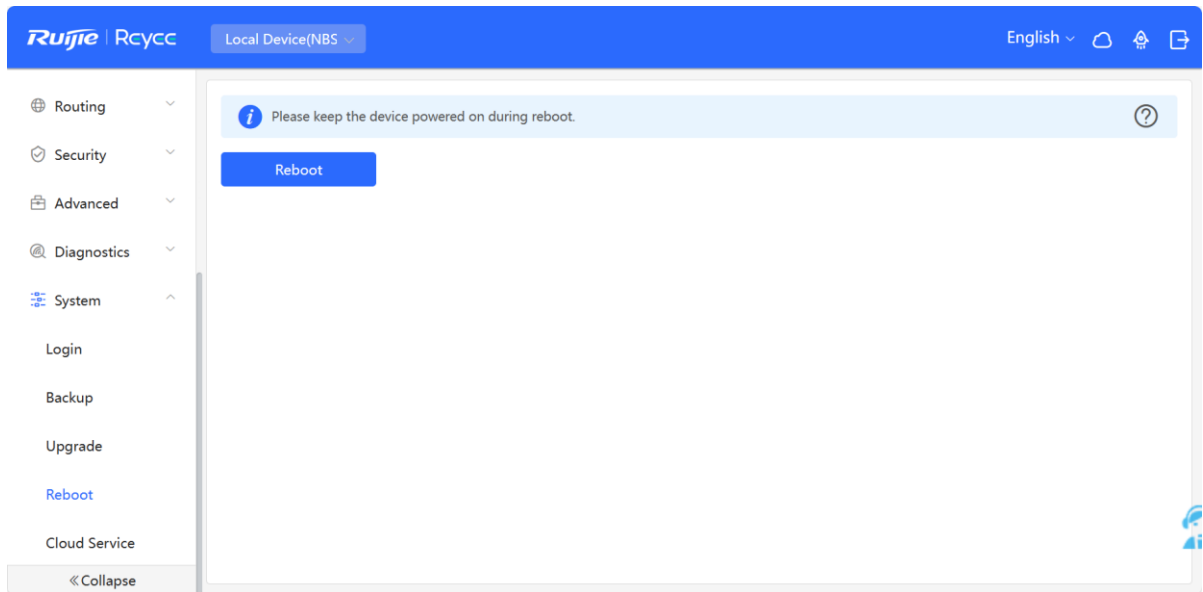 Ruijie | Reyee
Local Device(NBS
English
Routing
Security
Advanced
Diagnostics
System
Login
Backup
Upgrade
Reboot
Cloud Service
«Collapse
i Please keep the device powered on during reboot. ?
Reboot